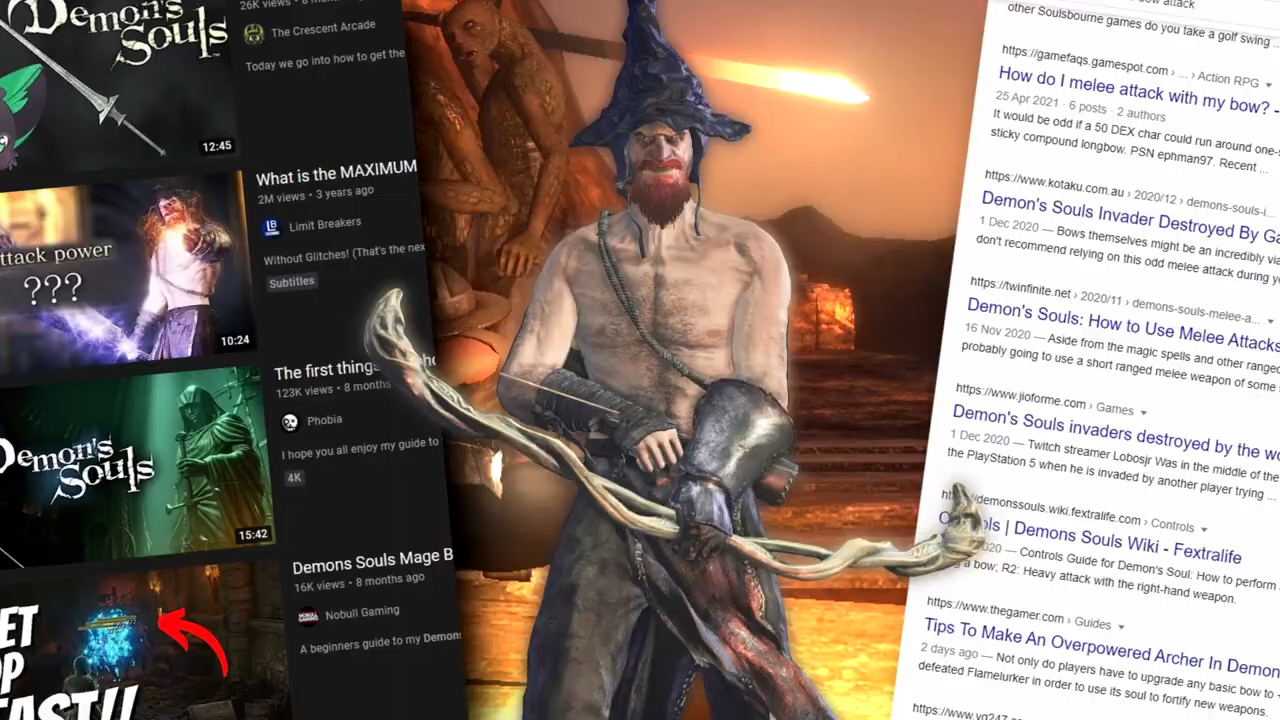 Demon's
Souls
12:45
26K views
The Crescent Arcade
Today we go into how to get the
What is the MAXIMUM
2M views • 3 years ago
LB
Limit Breakers
Without Glitches! (That's the
Subtitles
ttack power
???
10:24
The first
123K views • 8 months
Phobia
I hope you all enjoy my guide to
4K
Demon's
Souls
15:42
Demons Souls Mage B
16K views • 8 months ago
NOBULL
GAMING
Nobull Gaming
A beginners guide to my Demons
ET
OP
FAST!!
attack
other Soulsbourne games do you take a golf swing ...
https://gamefaqs.gamespot.com › ... › Action RPG
How do I melee attack with my bow? -
25 Apr 2021 · 6 posts · 2 authors
It would be odd if a 50 DEX char could run around one-
sticky compound longbow. PSN ephman97. Recent ...
https://www.kotaku.com.au › 2020/12 › demons-souls-i...
Demon's Souls Invader Destroyed By Ga
1 Dec 2020 — Bows themselves might be an incredibly via
don't recommend relying on this odd melee attack during y
https://twinfinite.net › 2020/11 › demons-souls-melee-a...
Demon's Souls: How to Use Melee Attacks
16 Nov 2020 — Aside from the magic spells and other ranged
probably going to use a short ranged melee weapon of some
https://www.jioforme.com › Games
Demon's Souls invaders destroyed by the wo
1 Dec 2020 — Twitch streamer Lobosjr Was in the middle of the
the PlayStation 5 when he is invaded by another player trying ...
demonssouls.wiki.fextralife.com › Controls
| Demons Souls Wiki - Fextralife
— Controls Guide for Demon's Soul: How to perform
a bow; R2: Heavy attack with the right-hand weapon.
https://www.thegamer.com › Guides
Tips To Make An Overpowered Archer In Demon
2 days ago — Not only do players have to upgrade any basic bow to
defeated Flamelurker in order to use its soul to fortify new weapons.
https://www.vg247